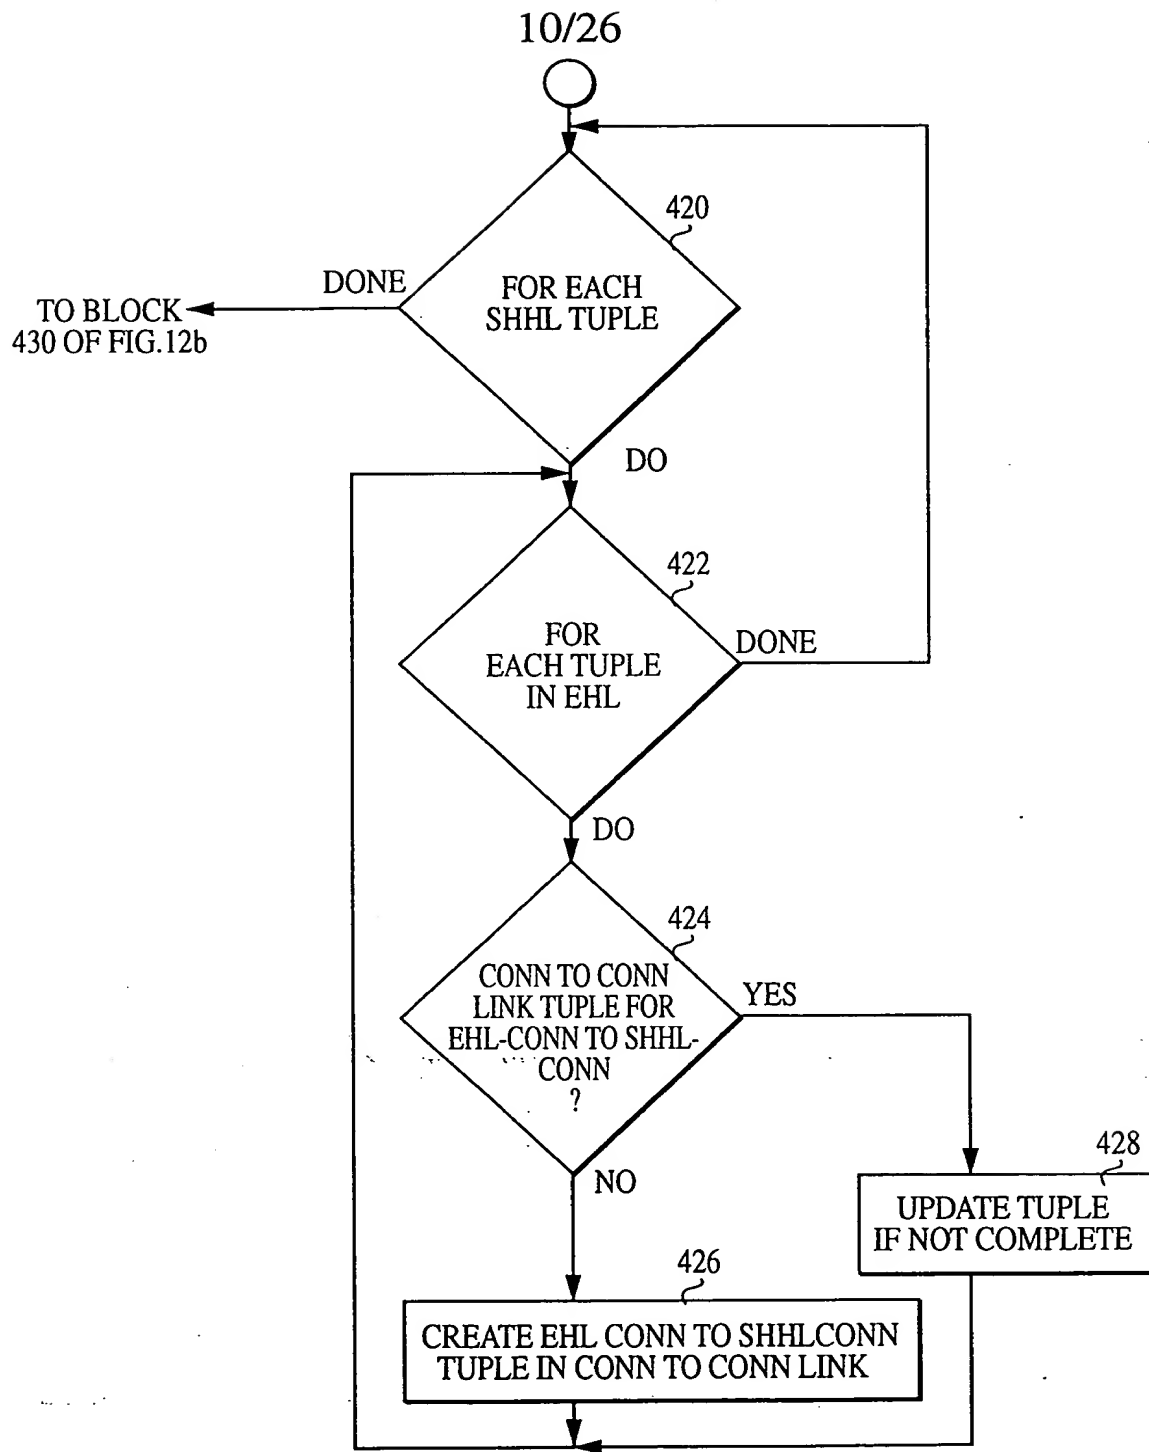 10/26
420
DONE
FOR EACH
SHHL TUPLE
TO BLOCK
430 OF FIG.12b
DO
422
FOR
EACH TUPLE
IN EHL
DONE
DO
424
CONN TO CONN
LINK TUPLE FOR
EHL-CONN TO SHHL-
CONN
?
YES
NO
428
UPDATE TUPLE
IF NOT COMPLETE
426
CREATE EHL CONN TO SHHLCONN
TUPLE IN CONN TO CONN LINK